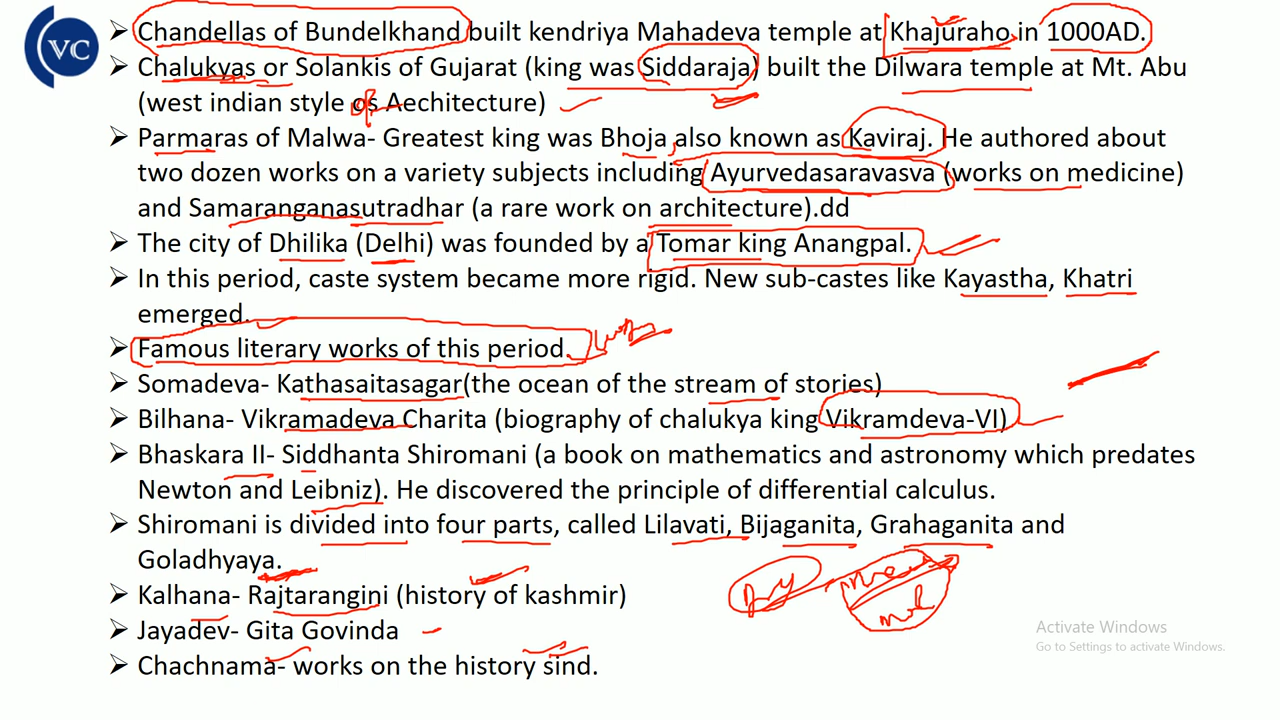 VC
Chandellas of Bundelkhand built kendriya Mahadeva temple at Khajuraho in 1000AD.
Chalukyas or Solankis of Gujarat (king was Siddaraja) built the Dilwara temple at Mt. Abu
(west indian style os Aechitecture)
of
Parmaras of Malwa- Greatest king was Bhoja also known as Kaviraj. He authored about
two dozen works on a variety subjects including Ayurvedasaravasva (works on medicine)
and Samaranganasutradhar (a rare work on architecture).dd
The city of Dhilika (Delhi) was founded by a Tomar king Anangpal.
In this period, caste system became more rigid. New sub-castes like Kayastha, Khatri
emerged.
Famous literary works of this period.
Somadeva- Kathasaitasagar(the ocean of the stream of stories)
Bilhana- Vikramadeva Charita (biography of chalukya king Vikramdeva-VI)
Bhaskara II- Siddhanta Shiromani (a book on mathematics and astronomy which predates
Newton and Leibniz). He discovered the principle of differential calculus.
Shiromani is divided into four parts, called Lilavati, Bijaganita, Grahaganita and
Goladhyaya.
Kalhana- Rajtarangini (history of kashmir)
Jayadev- Gita Govinda
Chachnama- works on the history sind.
Activate Windows
Go to Settings to activate Windows.